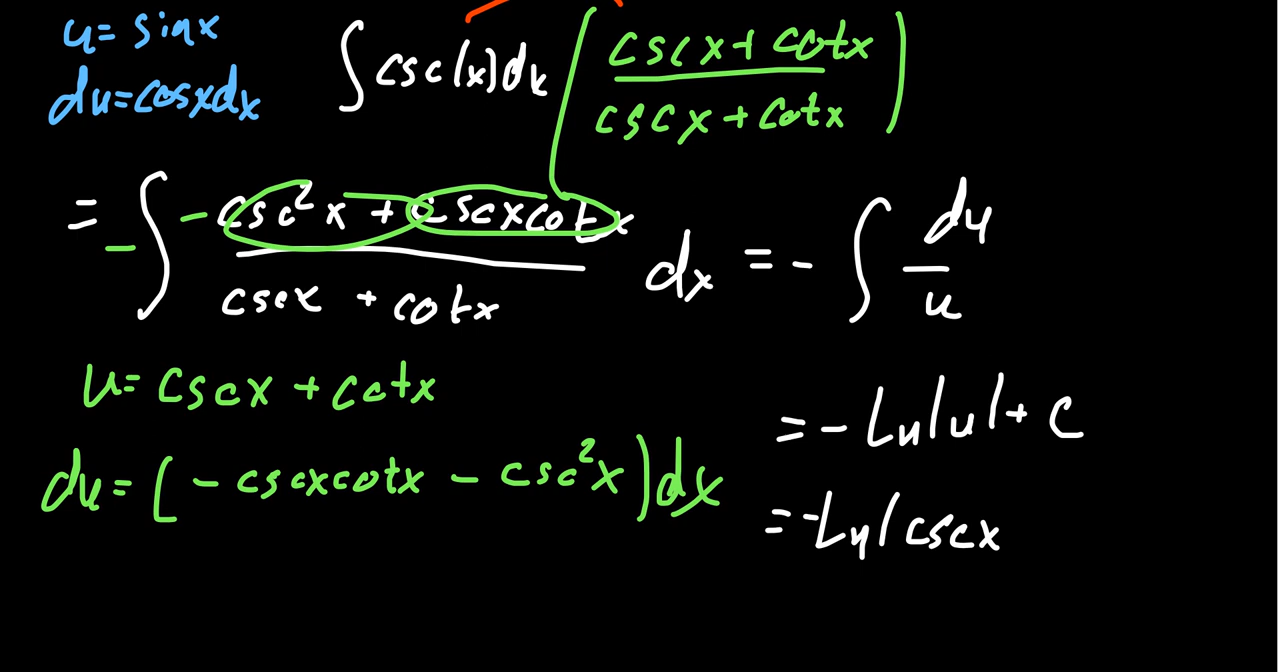 u= sinx
du=cosxdx
∫csc(x)dx (cscx+cotx / cscx+cotx)
= -∫ -csc²x + cscxcotx / cscx + cotx dx = - ∫ du / u
u= cscx +cotx
= - Ln|u|+ C
du= (- cscxcotx - csc²x)dx
= -Ln|cscx